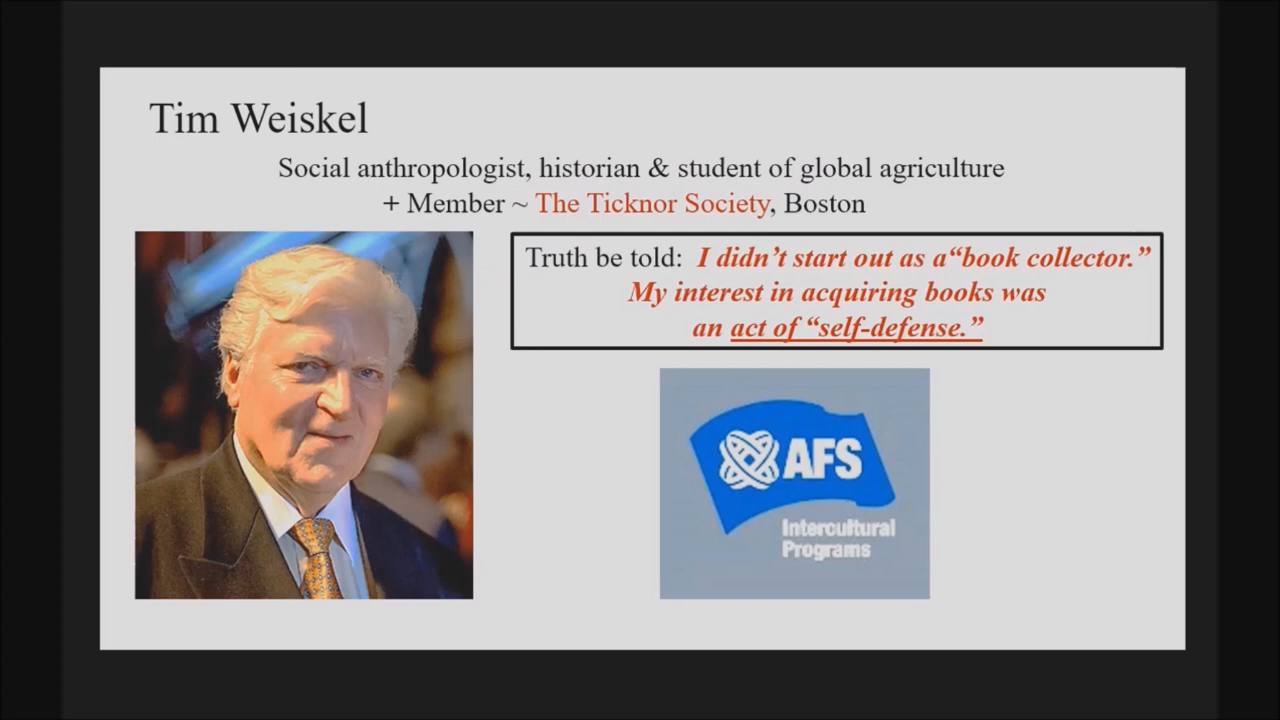 Tim Weiskel
Social anthropologist, historian & student of global agriculture
+ Member ~ The Ticknor Society, Boston
Truth be told: I didn’t start out as a“book collector.”
My interest in acquiring books was
an act of “self-defense.”
AFS
Intercultural
Programs